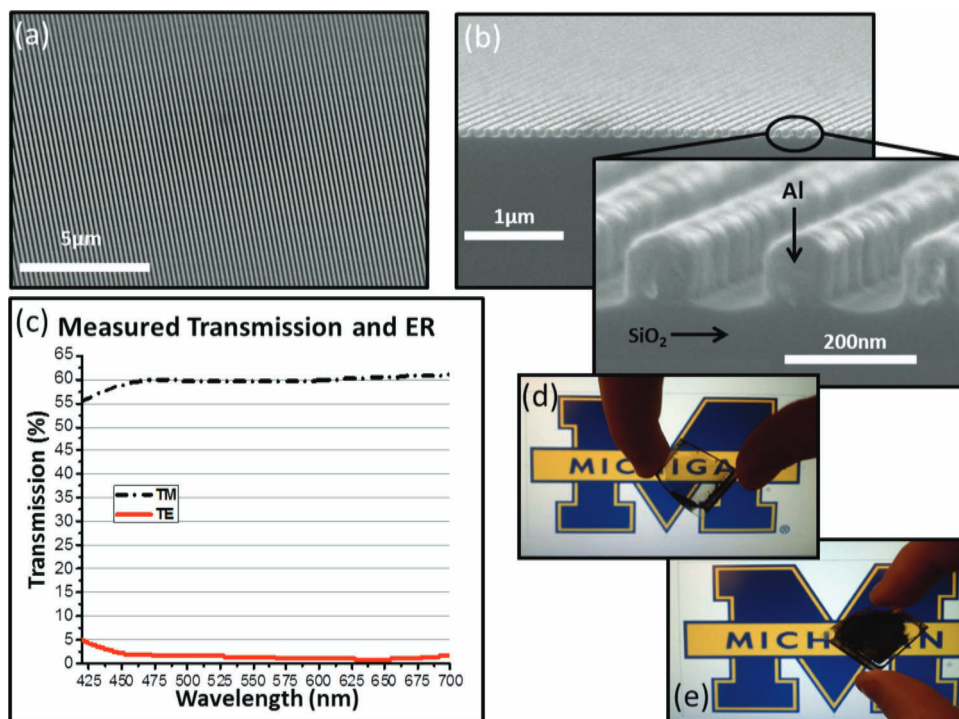 (a)
5μm
(b)
1μm
Al
SiO₂
200nm
(c) Measured Transmission and ER
Transmission (%)
65
60
55
50
45
40
35
30
25
20
15
10
5
0
TM
TE
425 450 475 500 525 550 575 600 625 650 675 700
Wavelength (nm)
(d)
MICHIGA
®
MICH N
(e)